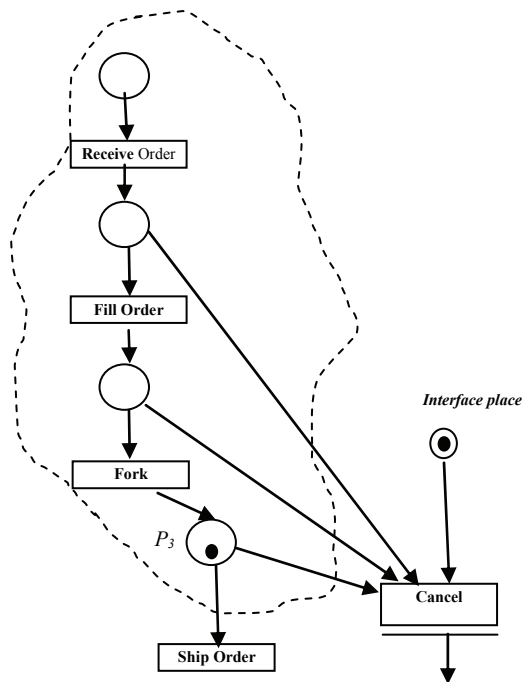 Receive Order
Fill Order
Interface place
Fork
P3
Cancel
Ship Order